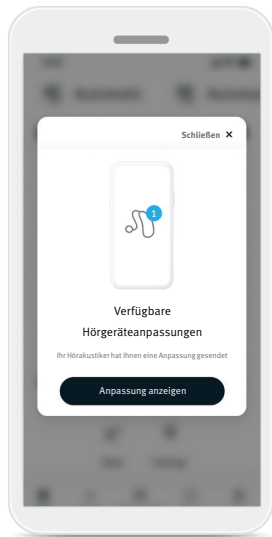 Schließen ×
1
Verfügbare
Hörgeräteanpassungen
Ihr Hörakustiker hat Ihnen eine Anpassung gesendet
Anpassung anzeigen